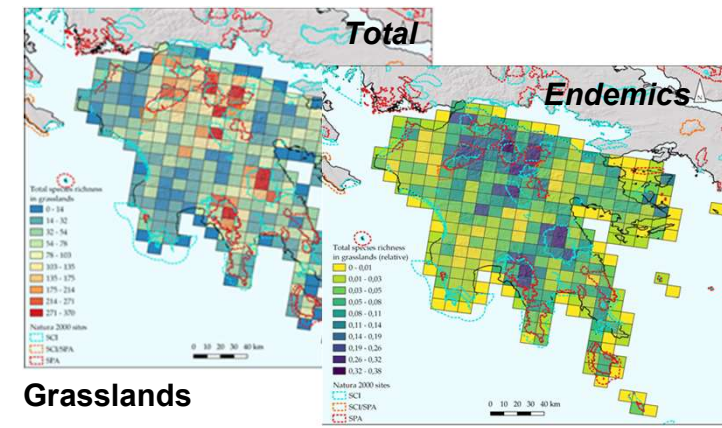 Total
Endemics
Total species richness
in grasslands
0 - 14
14 - 32
32 - 54
54 - 78
78 - 103
103 - 135
135 - 175
175 - 214
214 - 271
271 - 370
Natura 2000 sites
SCI
SCI/SPA
SPA
0 10 20 30 40 km
Total species richness
in grasslands (relative)
0 - 0,01
0,01 - 0,03
0,03 - 0,05
0,05 - 0,08
0,08 - 0,11
0,11 - 0,14
0,14 - 0,19
0,19 - 0,26
0,26 - 0,32
0,32 - 0,38
Natura 2000 sites
SCI
SCI/SPA
SPA
0 10 20 30 40 km
Grasslands